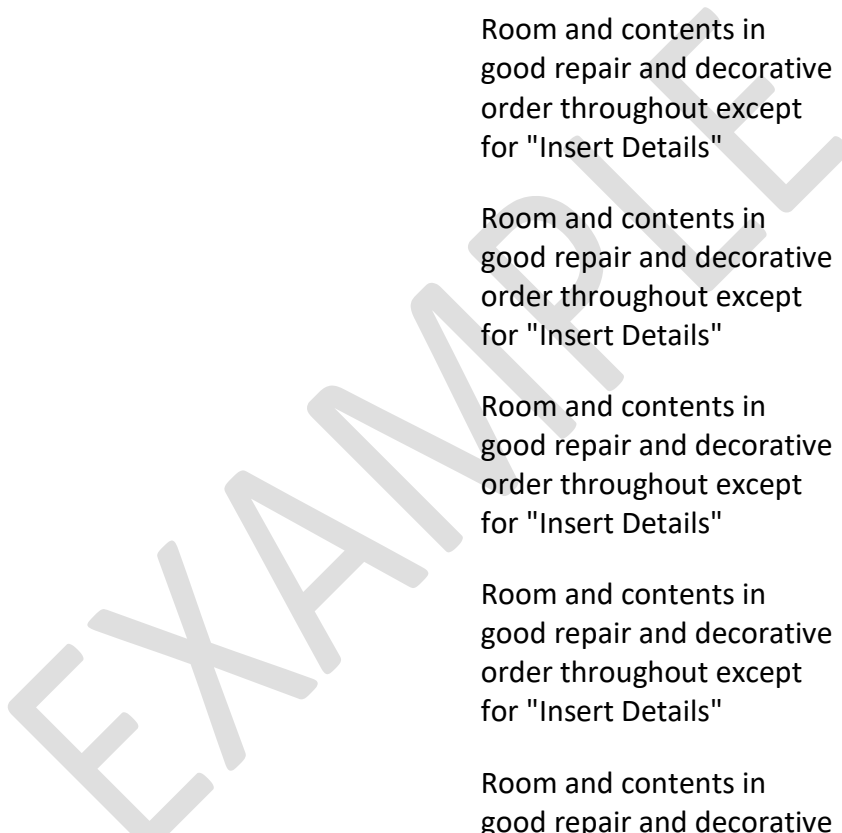 Room and contents in
good repair and decorative
order throughout except
for "Insert Details"
Room and contents in
good repair and decorative
order throughout except
for "Insert Details"
Room and contents in
good repair and decorative
order throughout except
for "Insert Details"
Room and contents in
good repair and decorative
order throughout except
for "Insert Details"
Room and contents in
good repair and decorative
EXAMPLE